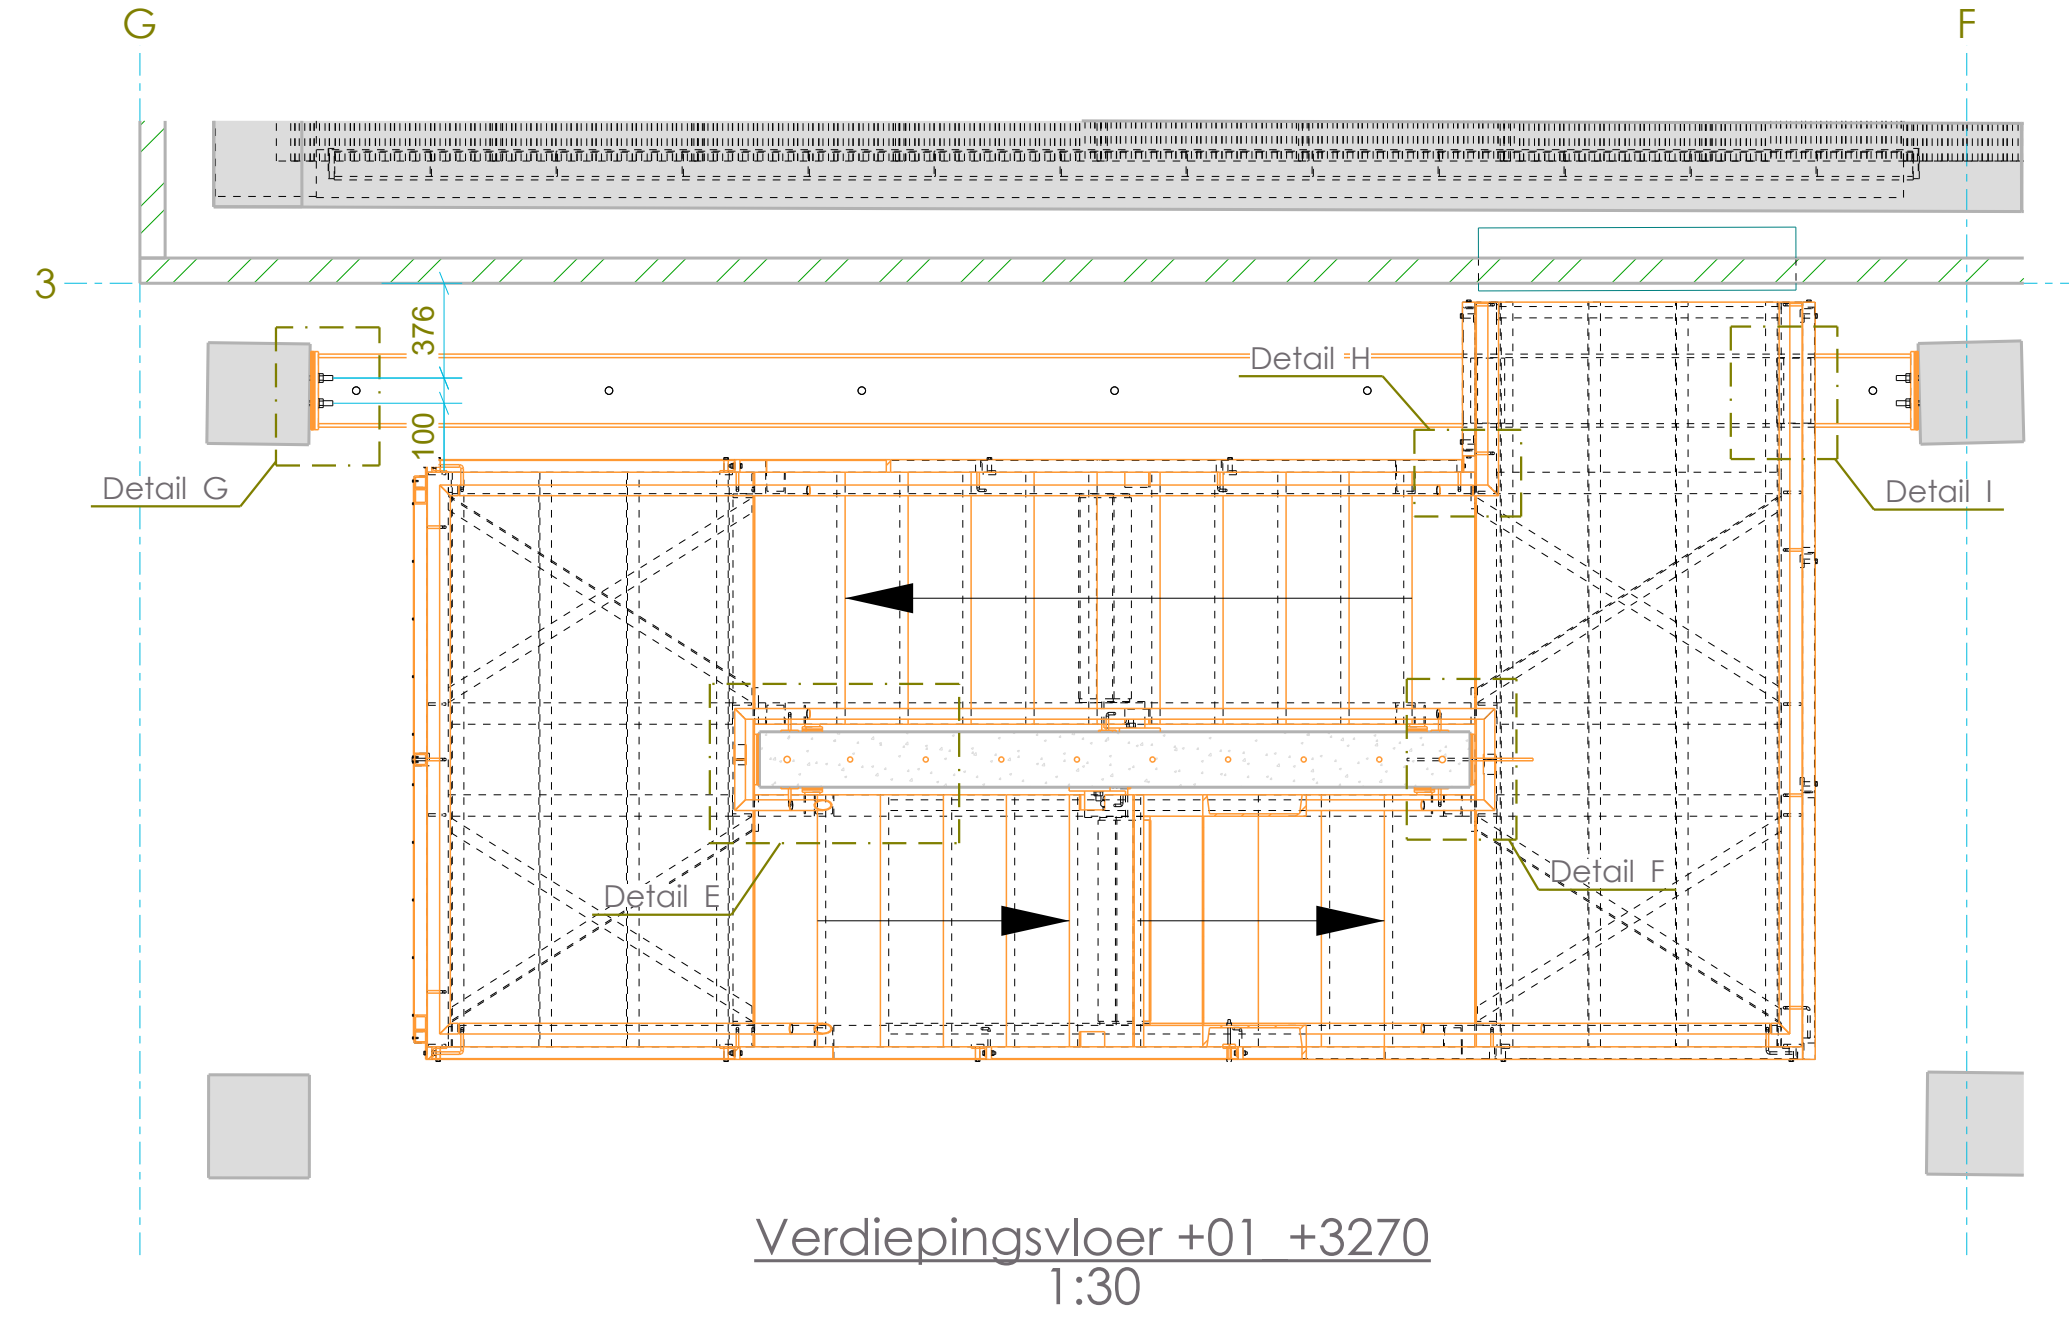 G
F
3
376
Detail H
100
Detail G
Detail I
Detail F
Detail E
Verdiepingsvloer +01 +3270
1:30